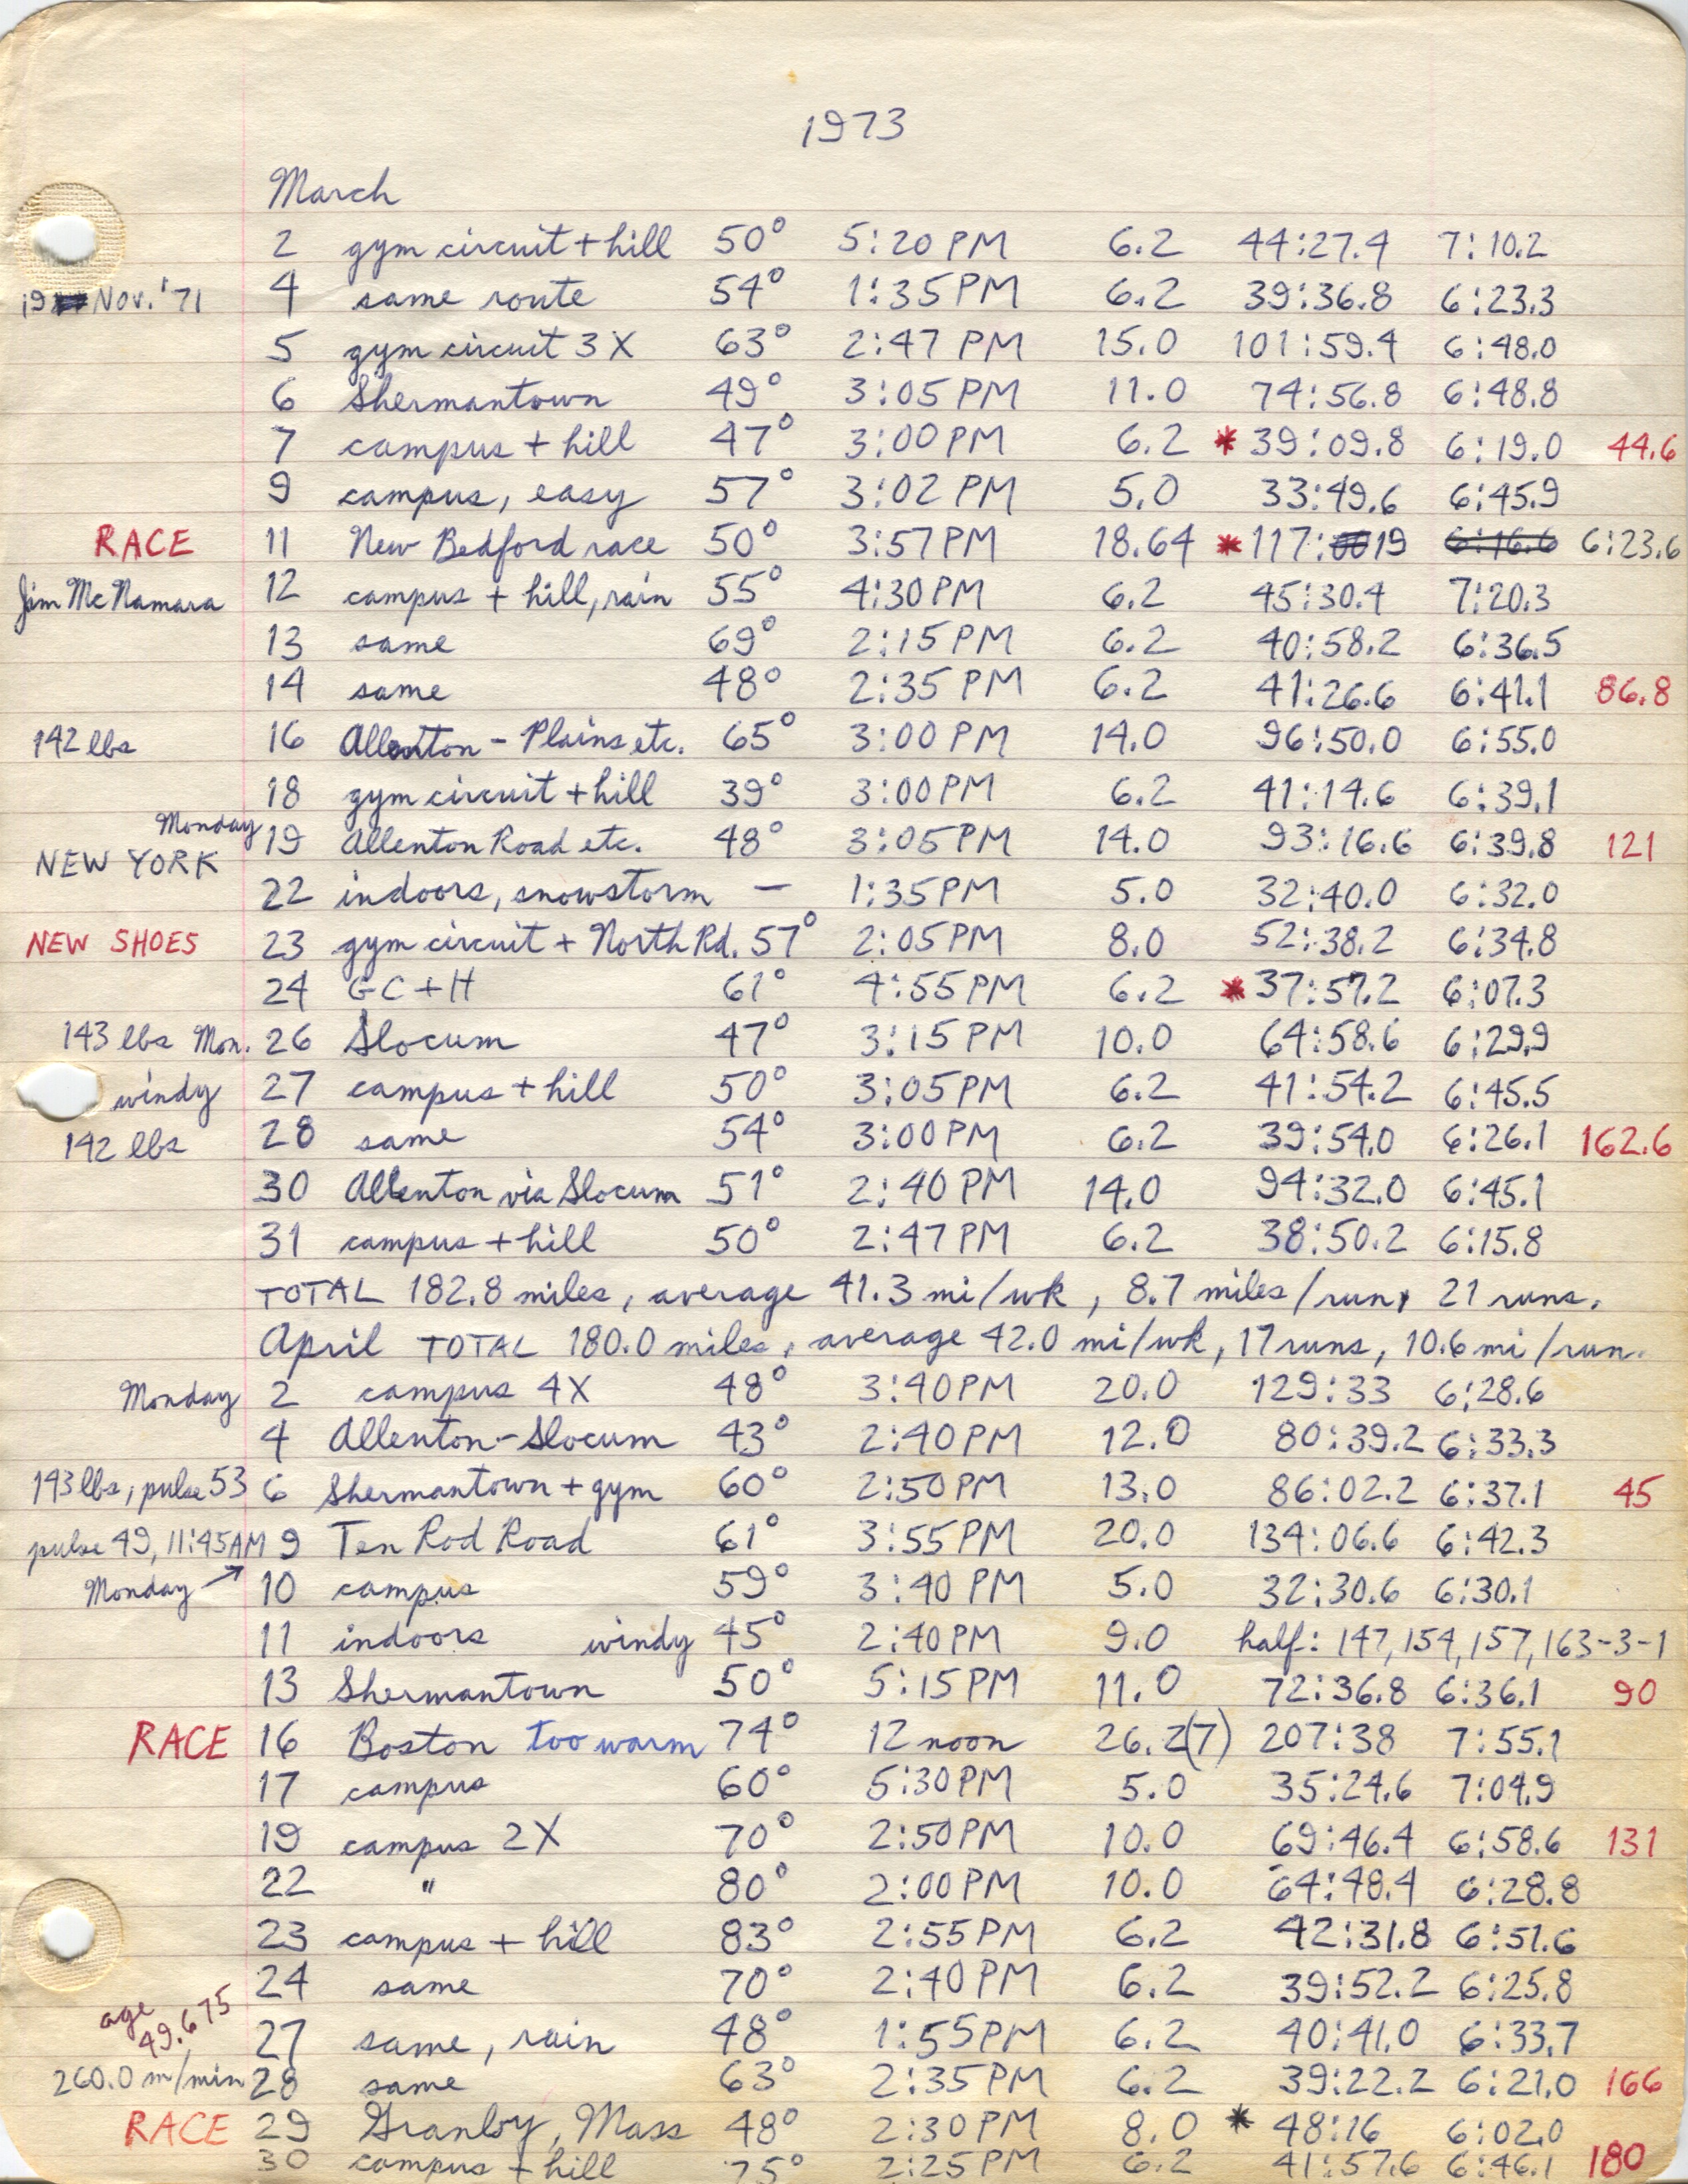 1973
March
2 gym circuit + hill 50° 5:20 PM 6.2 44:27.4 7:10.2
19 Nov. '71 4 same route 54° 1:35 PM 6.2 39:36.8 6:23.3
5 gym circuit 3X 63° 2:47 PM 15.0 101:59.4 6:48.0
6 Shermantown 49° 3:05 PM 11.0 74:56.8 6:48.8
7 campus + hill 47° 3:00 PM 6.2 * 39:09.8 6:19.0 44.6
9 campus, easy 57° 3:02 PM 5.0 33:49.6 6:45.9
RACE 11 New Bedford race 50° 3:57 PM 18.64 * 117:19 6:16.6 6:23.6
Jim McNamara 12 campus + hill, rain 55° 4:30 PM 6.2 45:30.4 7:20.3
13 same 69° 2:15 PM 6.2 40:58.2 6:36.5
14 same 48° 2:35 PM 6.2 41:26.6 6:41.1 86.8
142 lbs 16 Allenton - Plains etc. 65° 3:00 PM 14.0 96:50.0 6:55.0
18 gym circuit + hill 39° 3:00 PM 6.2 41:14.6 6:39.1
Monday 19 Allenton Road etc. 48° 3:05 PM 14.0 93:16.6 6:39.8 121
NEW YORK
22 indoors, snowstorm — 1:35 PM 5.0 32:40.0 6:32.0
NEW SHOES 23 gym circuit + North Rd. 57° 2:05 PM 8.0 52:38.2 6:34.8
24 GC + H 61° 4:55 PM 6.2 * 37:57.2 6:07.3
143 lbs Mon. 26 Slocum 47° 3:15 PM 10.0 64:58.6 6:29.9
windy 27 campus + hill 50° 3:05 PM 6.2 41:54.2 6:45.5
142 lbs 28 same 54° 3:00 PM 6.2 39:54.0 6:26.1 162.6
30 Allenton via Slocum 51° 2:40 PM 14.0 94:32.0 6:45.1
31 campus + hill 50° 2:47 PM 6.2 38:50.2 6:15.8
TOTAL 182.8 miles, average 41.3 mi/wk, 8.7 miles/run, 21 runs.
April TOTAL 180.0 miles, average 42.0 mi/wk, 17 runs, 10.6 mi/run.
Monday 2 campus 4X 48° 3:40 PM 20.0 129:33 6:28.6
4 Allenton-Slocum 43° 2:40 PM 12.0 80:39.2 6:33.3
143 lbs, pulse 53 6 Shermantown + gym 60° 2:50 PM 13.0 86:02.2 6:37.1 45
pulse 49, 11:45AM 9 Ten Rod Road 61° 3:55 PM 20.0 134:06.6 6:42.3
Monday ↗ 10 campus 59° 3:40 PM 5.0 32:30.6 6:30.1
11 indoors windy 45° 2:40 PM 9.0 half: 147, 154, 157, 163-3-1
13 Shermantown 50° 5:15 PM 11.0 72:36.8 6:36.1 90
RACE 16 Boston too warm 74° 12 noon 26.2(7) 207:38 7:55.1
17 campus 60° 5:30 PM 5.0 35:24.6 7:04.9
19 campus 2X 70° 2:50 PM 10.0 69:46.4 6:58.6 131
22 " 80° 2:00 PM 10.0 64:48.4 6:28.8
23 campus + hill 83° 2:55 PM 6.2 42:31.8 6:51.6
24 same 70° 2:40 PM 6.2 39:52.2 6:25.8
age 49.675
27 same, rain 48° 1:55 PM 6.2 40:41.0 6:33.7
260.0 m/min 28 same 63° 2:35 PM 6.2 39:22.2 6:21.0 166
RACE 29 Granby, Mass 48° 2:30 PM 8.0 * 48:16 6:02.0
30 campus + hill 75° 2:25 PM 6.2 41:57.6 6:46.1 180